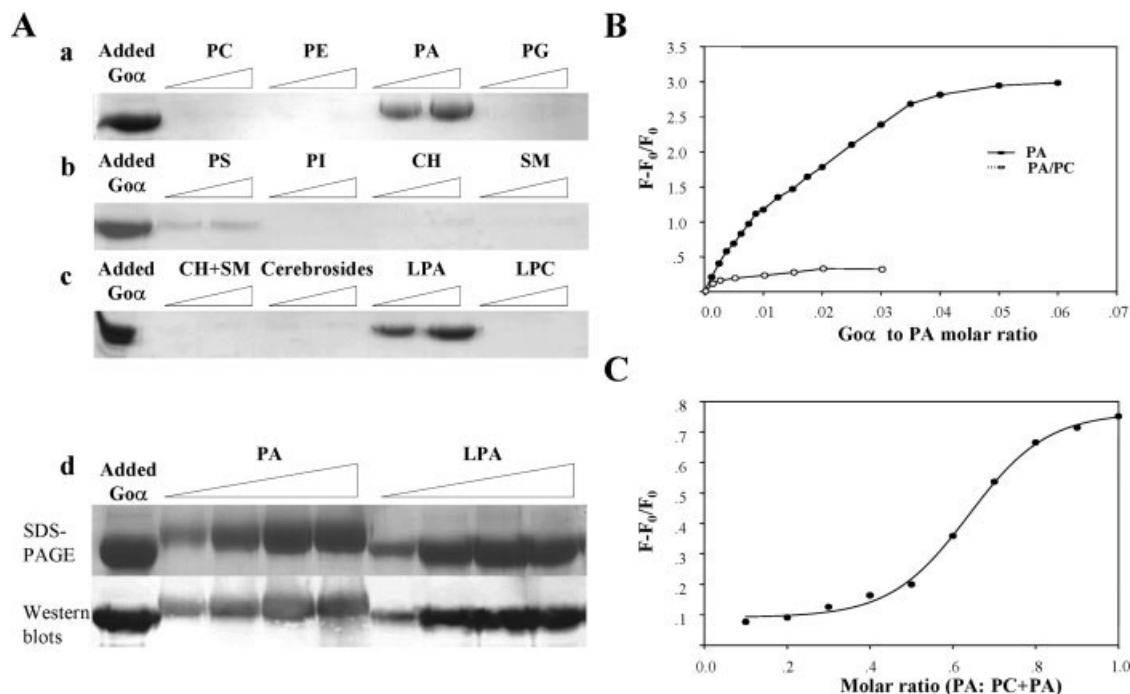 A
a
Added
Goα
PC PE PA PG
b
Added
Goα
PS PI CH SM
c
Added
Goα
CH+SM Cerebrosides LPA LPC
d
Added
Goα
PA LPA
SDS-
PAGE
Western
blots
B
3.5
3.0
2.5
2.0
1.5
1.0
.5
F-F0/F0
PA
PA/PC
0.0 .01 .02 .03 .04 .05 .06 .07
Goα to PA molar ratio
C
.8
.7
.6
.5
.4
.3
.2
.1
F-F0/F0
0.0 .2 .4 .6 .8 1.0
Molar ratio (PA: PC+PA)